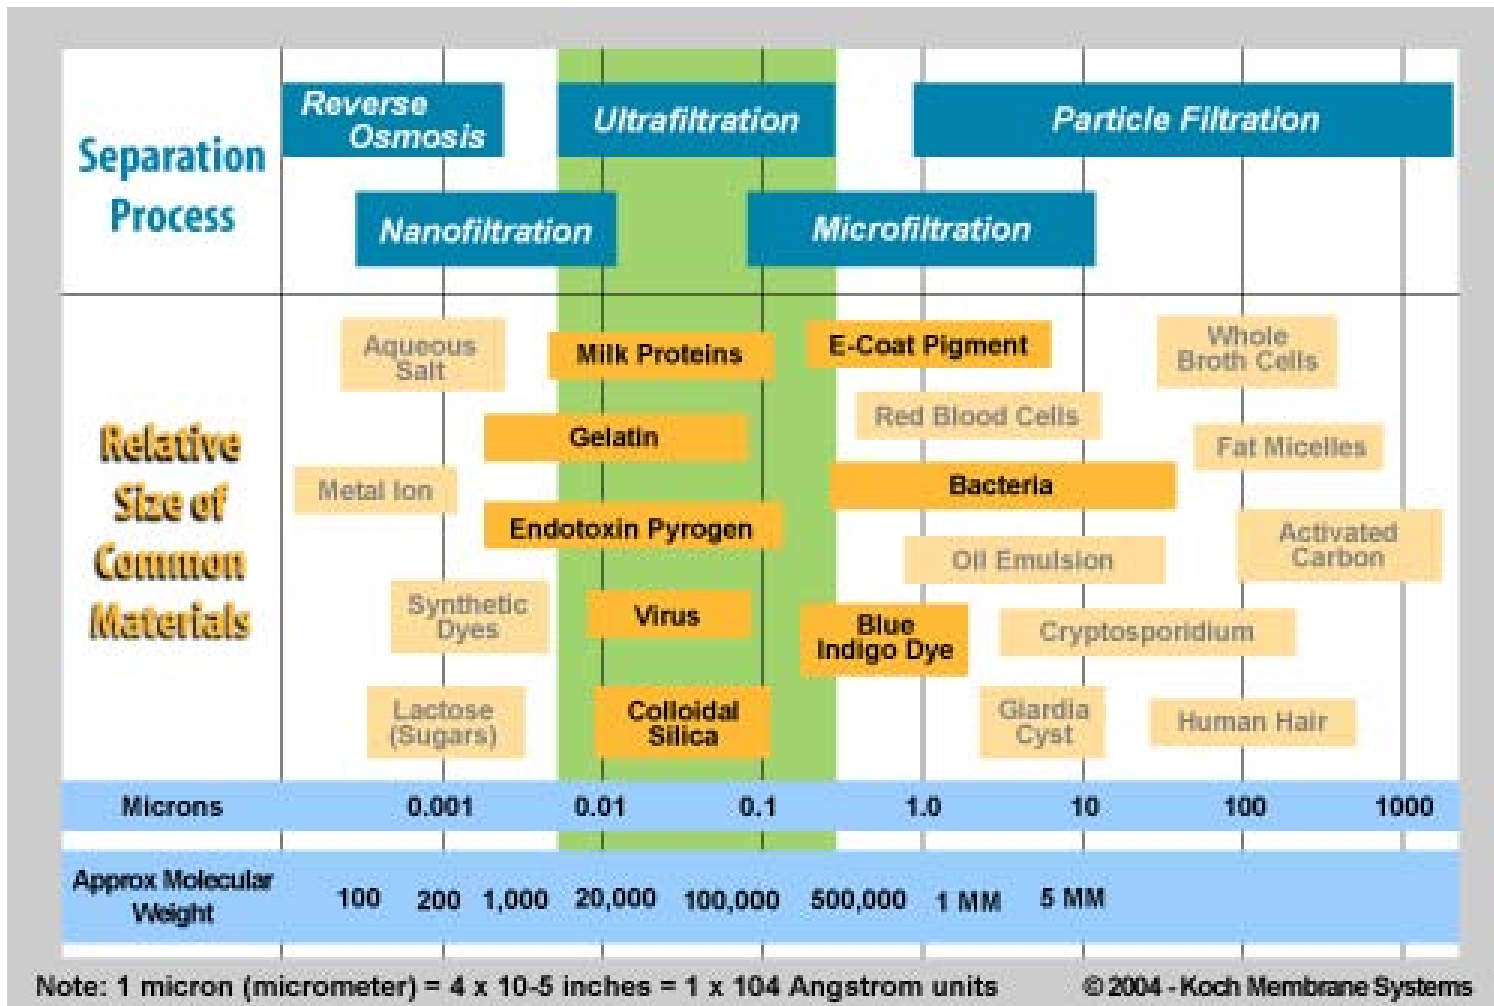 Separation
Process
Reverse
Osmosis
Ultrafiltration
Particle Filtration
Nanofiltration
Microfiltration
Relative
Size of
Common
Materials
Aqueous
Salt
Milk Proteins
E-Coat Pigment
Whole
Broth Cells
Gelatin
Red Blood Cells
Fat Micelles
Metal Ion
Bacteria
Endotoxin Pyrogen
Oil Emulsion
Activated
Carbon
Synthetic
Dyes
Virus
Blue
Indigo Dye
Cryptosporidium
Lactose
(Sugars)
Colloidal
Silica
Giardia
Cyst
Human Hair
Microns 0.001 0.01 0.1 1.0 10 100 1000
Approx Molecular
Weight
100 200 1,000 20,000 100,000 500,000 1 MM 5 MM
Note: 1 micron (micrometer) = 4 x 10-5 inches = 1 x 104 Angstrom units
© 2004 - Koch Membrane Systems